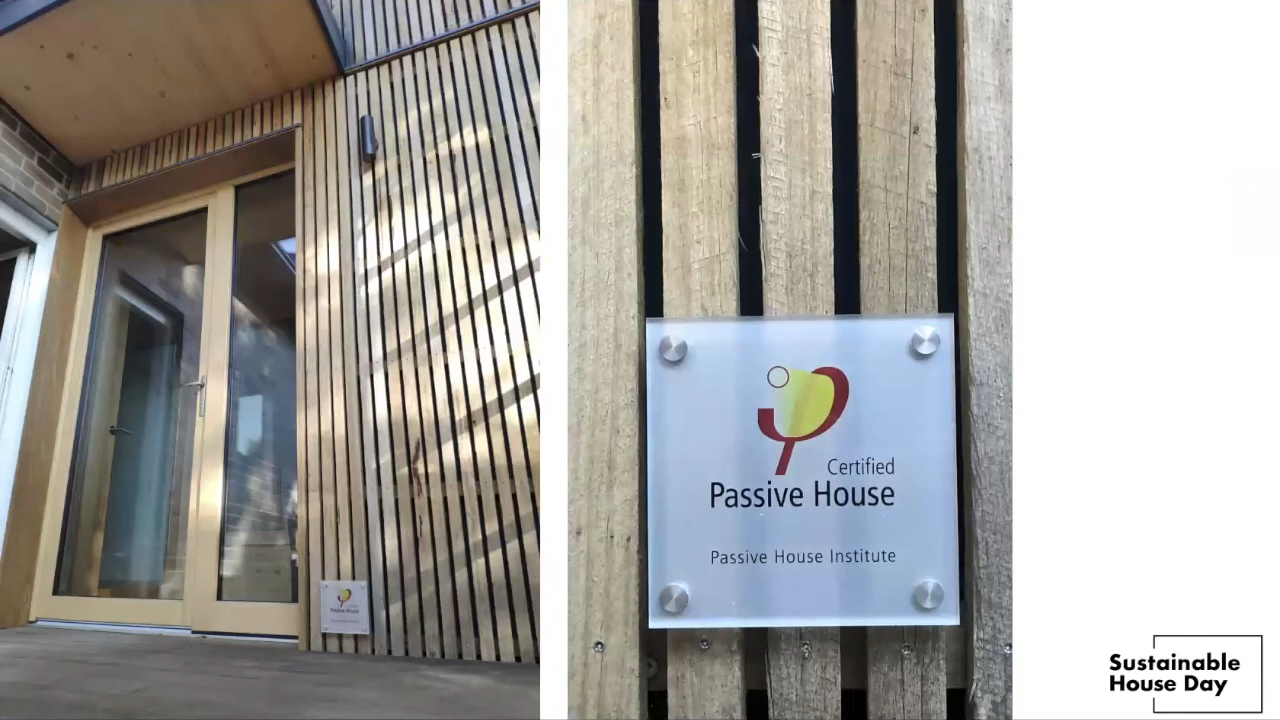 Certified
Passive House
Passive House Institute
Sustainable
House Day